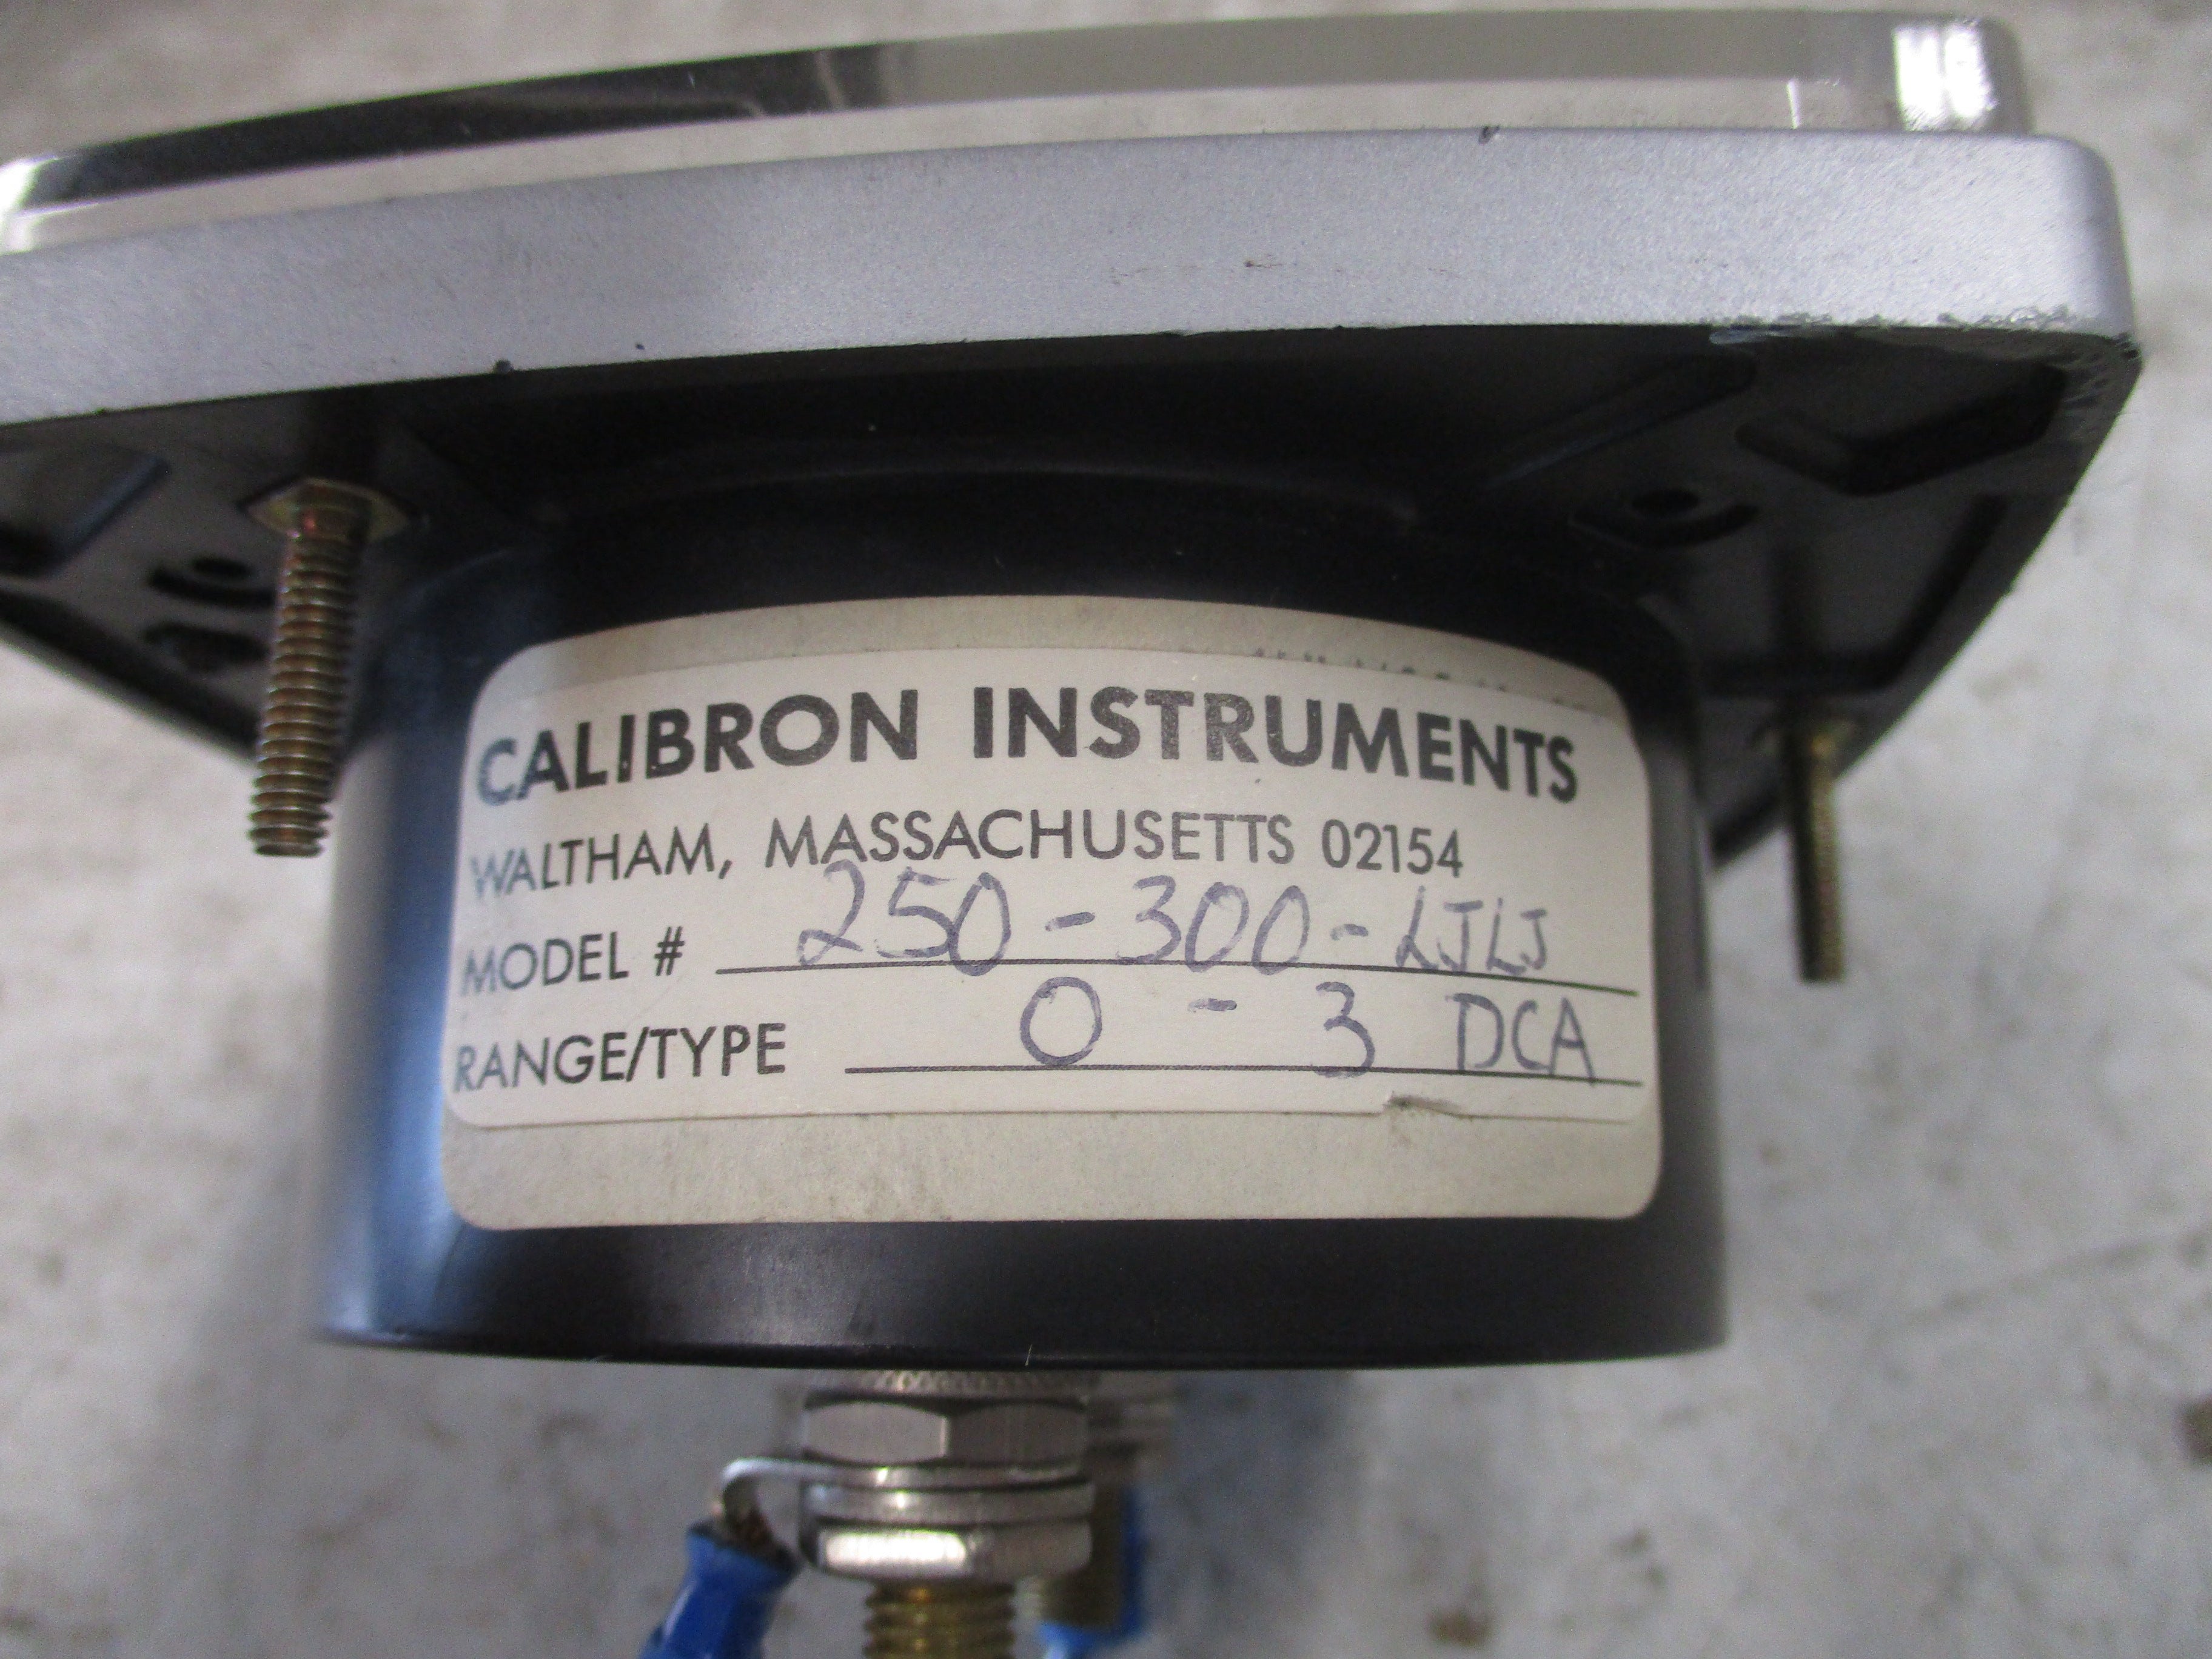 CALIBRON INSTRUMENTS
WALTHAM, MASSACHUSETTS 02154
MODEL # 250-300-LJLJ
RANGE/TYPE 0 - 3 DCA